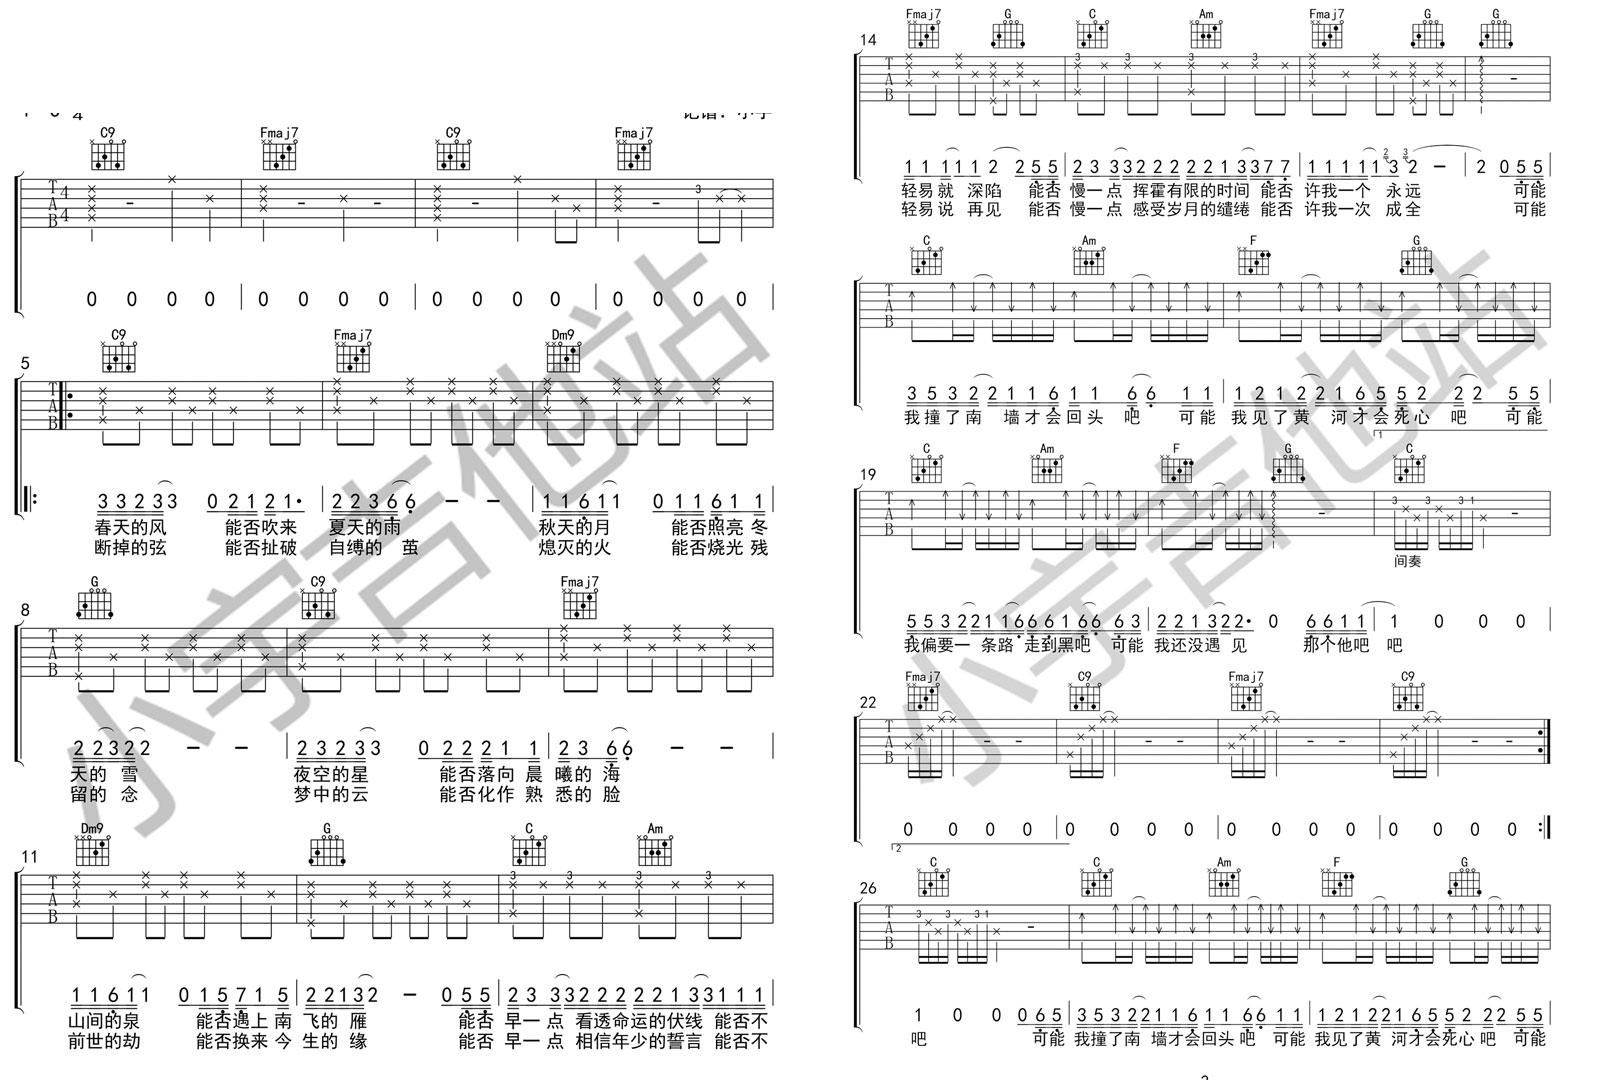 C9 Fmaj7 C9 Fmaj7
0 0 0 0 0 0 0 0 0 0 0 0 0 0 0 0
5
C9 Fmaj7 Dm9
3 3 2 3 3 0 2 1 2 1· 2 2 3 6 6 - - 1 1 6 1 1 0 1 1 6 1 1
春天的风 能否吹来 夏天的雨 秋天的月 能否照亮 冬
断掉的弦 能否扯破 自缚的 茧 熄灭的火 能否烧光 残
8
G C9 Fmaj7
2 2 3 2 2 - - 2 3 2 3 3 0 2 2 2 1 1 2 3 6 6 - -
天的 雪 夜空的星 能否落向 晨 曦的 海
留的 念 梦中的云 能否化作 熟 悉的 脸
11
Dm9 G C Am
1 1 6 1 1 0 1 5 7 1 5 2 2 1 3 2 - 0 5 5 2 3 3 3 2 2 2 2 2 1 3 3 1 1 1
山间的泉 能否遇上 南 飞的 雁 能否 早一 点 看透命运的伏线 能否不
前世的劫 能否换来 今 生的 缘 能否 早一 点 相信年少的誓言 能否不
14
Fmaj7 G C Am Fmaj7 G G
1 1 1 1 1 2 2 5 5 2 3 3 3 2 2 2 2 2 1 3 3 7 7 1 1 1 1 1 1 3 2 - 2 0 5 5
轻易就 深陷 能否 慢一点 挥霍有限的时间 能否 许我一个 永远 可能
轻易说 再见 能否 慢一点 感受岁月的缱绻 能否 许我一次 成全 可能
C Am F G
3 5 3 2 2 1 1 6 1 1 6 6 1 1 1 2 1 2 2 1 6 5 5 2 2 2 5 5
我撞了南 墙才会回头 吧 可能 我见了黄 河才会死心 吧 可能
19
C Am F G C
间奏
5 5 3 2 2 1 1 6 6 6 1 6 6 6 3 2 2 1 3 2 2· 0 6 6 1 1 1 0 0 0
我偏要一 条路 走到黑吧 可能 我还没遇 见 那个他吧 吧
22
Fmaj7 C9 Fmaj7 C9
0 0 0 0 0 0 0 0 0 0 0 0 0 0 0 0
26
C C Am F G
1 0 0 0 6 5 3 5 3 2 2 1 1 6 1 1 6 6 1 1 1 2 1 2 2 1 6 5 5 2 2 2 5 5
吧 可能 我撞了南 墙才会回头 吧 可能 我见了黄 河才会死心 吧 可能
小宇吉他站
小宇吉他站